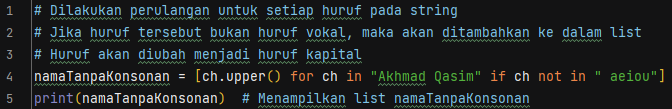 1 # Dilakukan perulangan untuk setiap huruf pada string
2 # Jika huruf tersebut bukan huruf vokal, maka akan ditambahkan ke dalam list
3 # Huruf akan diubah menjadi huruf kapital
4 namaTanpaKonsonan = [ch.upper() for ch in "Akhmad Qasim" if ch not in " aeiou"]
5 print(namaTanpaKonsonan)  # Menampilkan list namaTanpaKonsonan